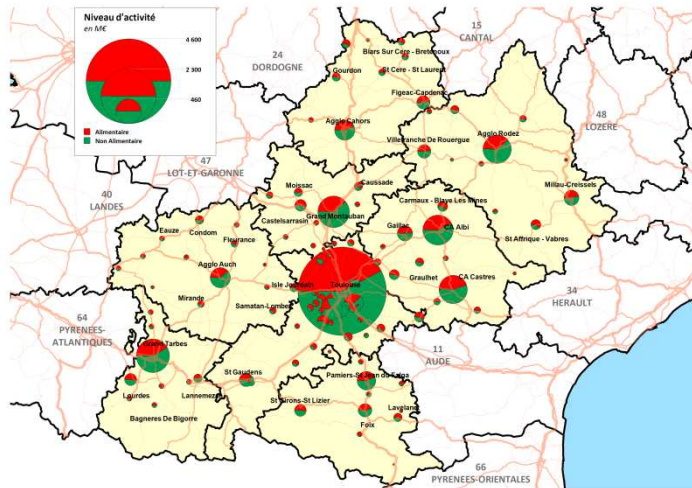 Niveau d'activité
en M€
4 600
2 300
460
Alimentaire
Non Alimentaire
15
CANTAL
24
DORDOGNE
Biars Sur Cere - Bretenoux
St Cere - St Laurent
Gourdon
Figeac-Capdenac
Agglo Cahors
48
LOZERE
Villefranche De Rouergue
Agglo Rodez
47
LOT-ET-GARONNE
Moissac
Caussade
40
LANDES
Millau-Creissels
Castelsarrasin
Grand Montauban
Carmaux - Blaye Les Mines
Gaillac
CA Albi
St Affrique - Vabres
Eauze
Condom
Fleurance
Agglo Auch
Isle Jourdain
Toulouse
Graulhet
CA Castres
34
HERAULT
Mirande
Samatan-Lombez
64
PYRENEES-
ATLANTIQUES
Grand Tarbes
11
AUDE
St Gaudens
Pamiers-St Jean du Falga
Lourdes
Lannemezan
St Girons-St Lizier
Lavelanet
Bagneres De Bigorre
Foix
66
PYRENEES-ORIENTALES